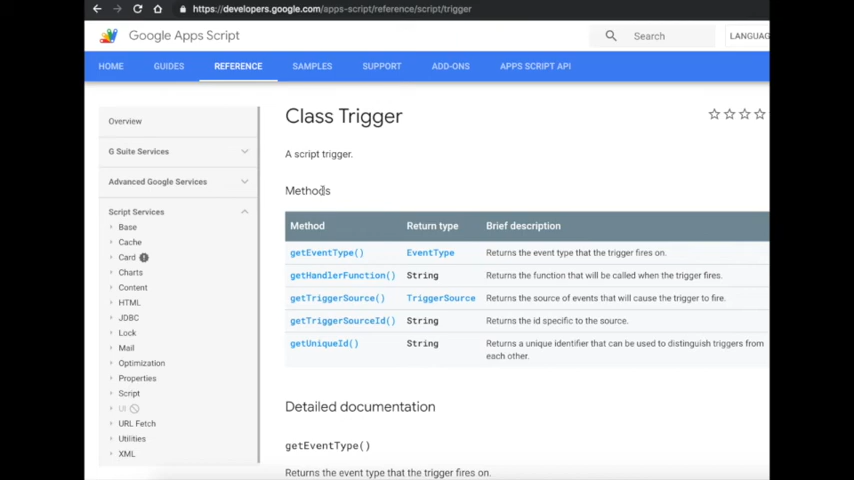 https://developers.google.com/apps-script/reference/script/trigger
Google Apps Script
Search
LANGUAG
HOME GUIDES REFERENCE SAMPLES SUPPORT ADD-ONS APPS SCRIPT API
Overview
G Suite Services
Advanced Google Services
Script Services
Base
Cache
Card
Charts
Content
HTML
JDBC
Lock
Mail
Optimization
Properties
Script
UI
URL Fetch
Utilities
XML
Class Trigger
A script trigger.
Methods
Method Return type Brief description
getEventType() EventType Returns the event type that the trigger fires on.
getHandlerFunction() String Returns the function that will be called when the trigger fires.
getTriggerSource() TriggerSource Returns the source of events that will cause the trigger to fire.
getTriggerSourceId() String Returns the id specific to the source.
getUniqueId() String Returns a unique identifier that can be used to distinguish triggers from
each other.
Detailed documentation
getEventType()
Returns the event type that the trigger fires on.